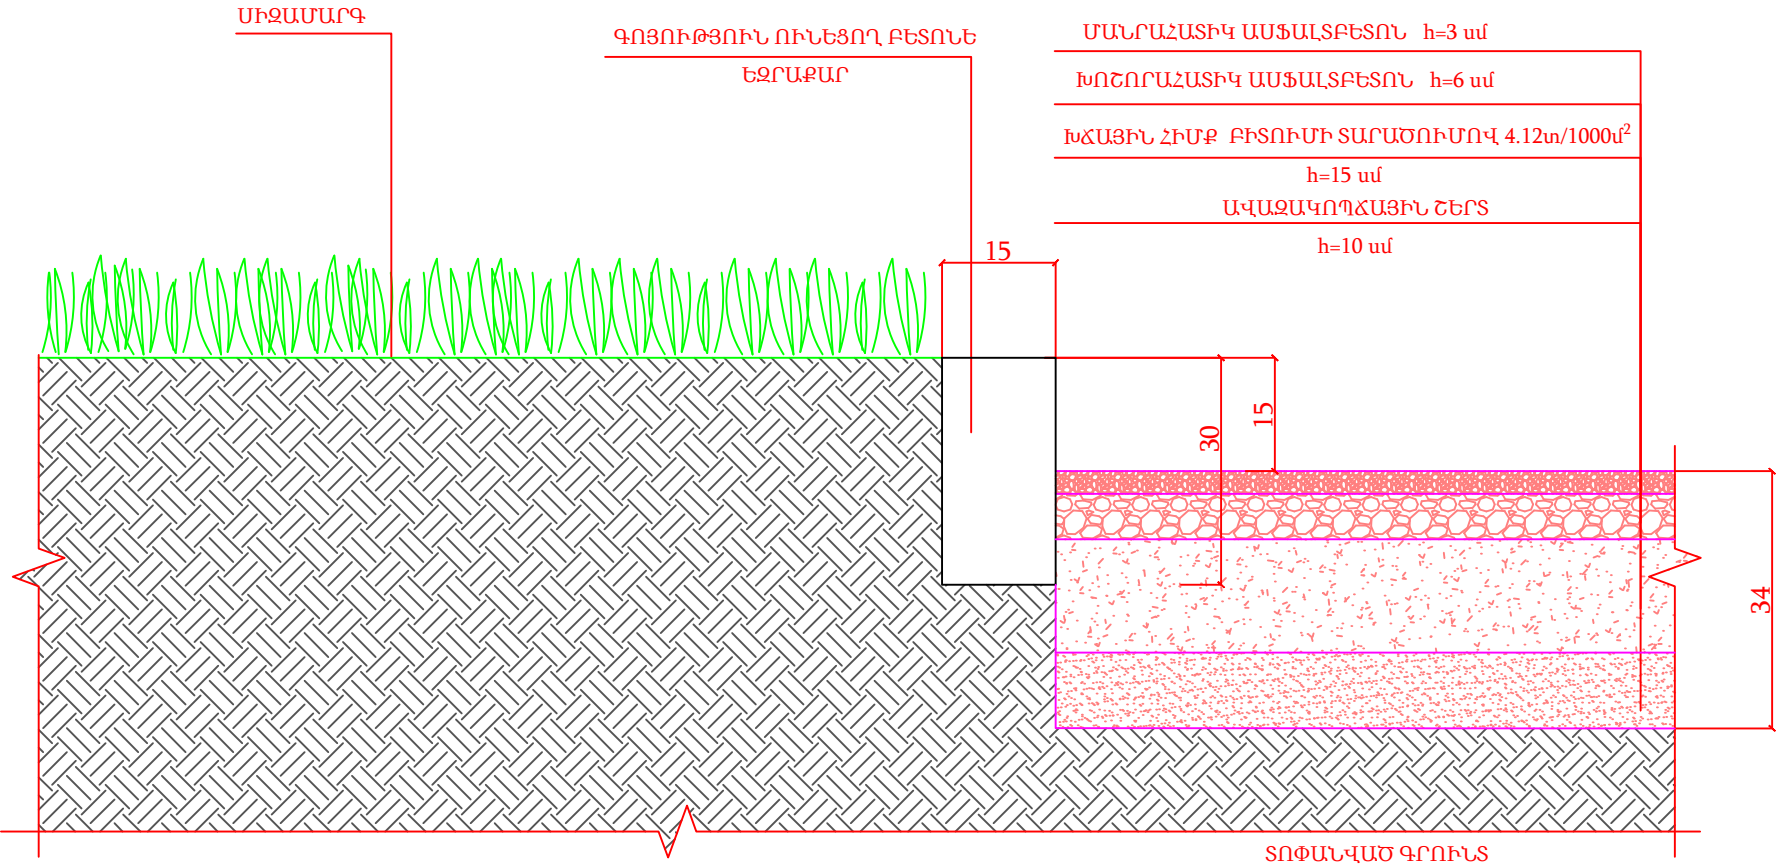 ՍԻԶԱՄԱՐԳ
ԳՈՅՈՒԹՅՈՒՆ ՈՒՆԵՑՈՂ ԲԵՏՈՆԵ
ԵԶՐԱՔԱՐ
ՄԱՆՐԱՀԱՏԻԿ ԱՍՖԱԼՏԲԵՏՈՆ h=3 սմ
ԽՈՇՈՐԱՀԱՏԻԿ ԱՍՖԱԼՏԲԵՏՈՆ h=6 սմ
ԽՃԱՅԻՆ ՀԻՄՔ ԲԻՏՈՒՄԻ ՏԱՐԱԾՈՒՄՈՎ 4.12տ/1000մ²
h=15 սմ
ԱՎԱԶԱԿՈՊՃԱՅԻՆ ՇԵՐՏ
h=10 սմ
15
30
15
34
ՏՈՓԱՆՎԱԾ ԳՐՈՒՆՏ